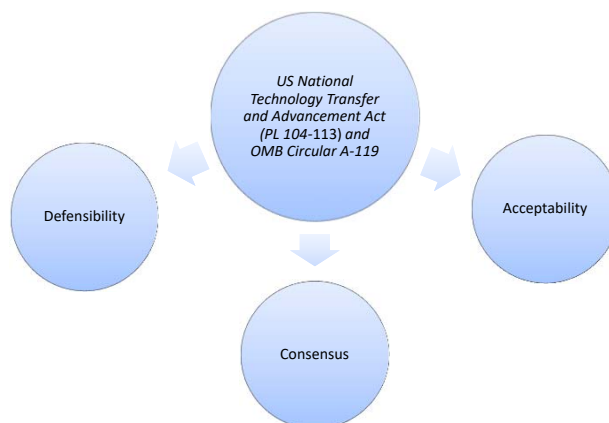 US National
Technology Transfer
and Advancement Act
(PL 104-113) and
OMB Circular A-119
Defensibility
Acceptability
Consensus